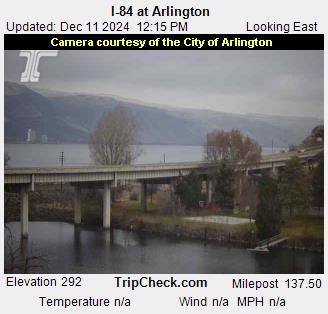 I-84 at Arlington
Updated: Dec 11 2024 12:15 PM Looking East
Camera courtesy of the City of Arlington
Elevation 292 TripCheck.com Milepost 137.50
Temperature n/a Wind n/a MPH n/a